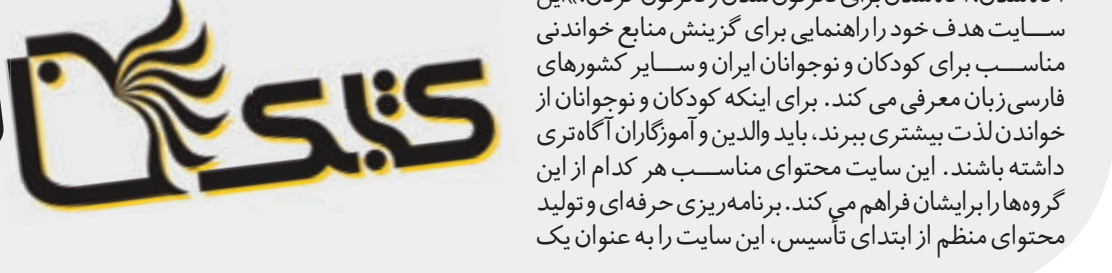 سایت هدف خود را راهنمایی برای گزینش منابع خواندنی
مناسب برای کودکان و نوجوانان ایران و سایر کشورهای
فارسی‌زبان معرفی می کند. برای اینکه کودکان و نوجوانان از
خواندن لذت بیشتری ببرند، باید والدین و آموزگاران آگاه‌تری
داشته باشند. این سایت محتوای مناسب هر کدام از این
گروه‌ها را برایشان فراهم می کند. برنامه‌ریزی حرفه‌ای و تولید
محتوای منظم از ابتدای تأسیس، این سایت را به عنوان یک
کتابک